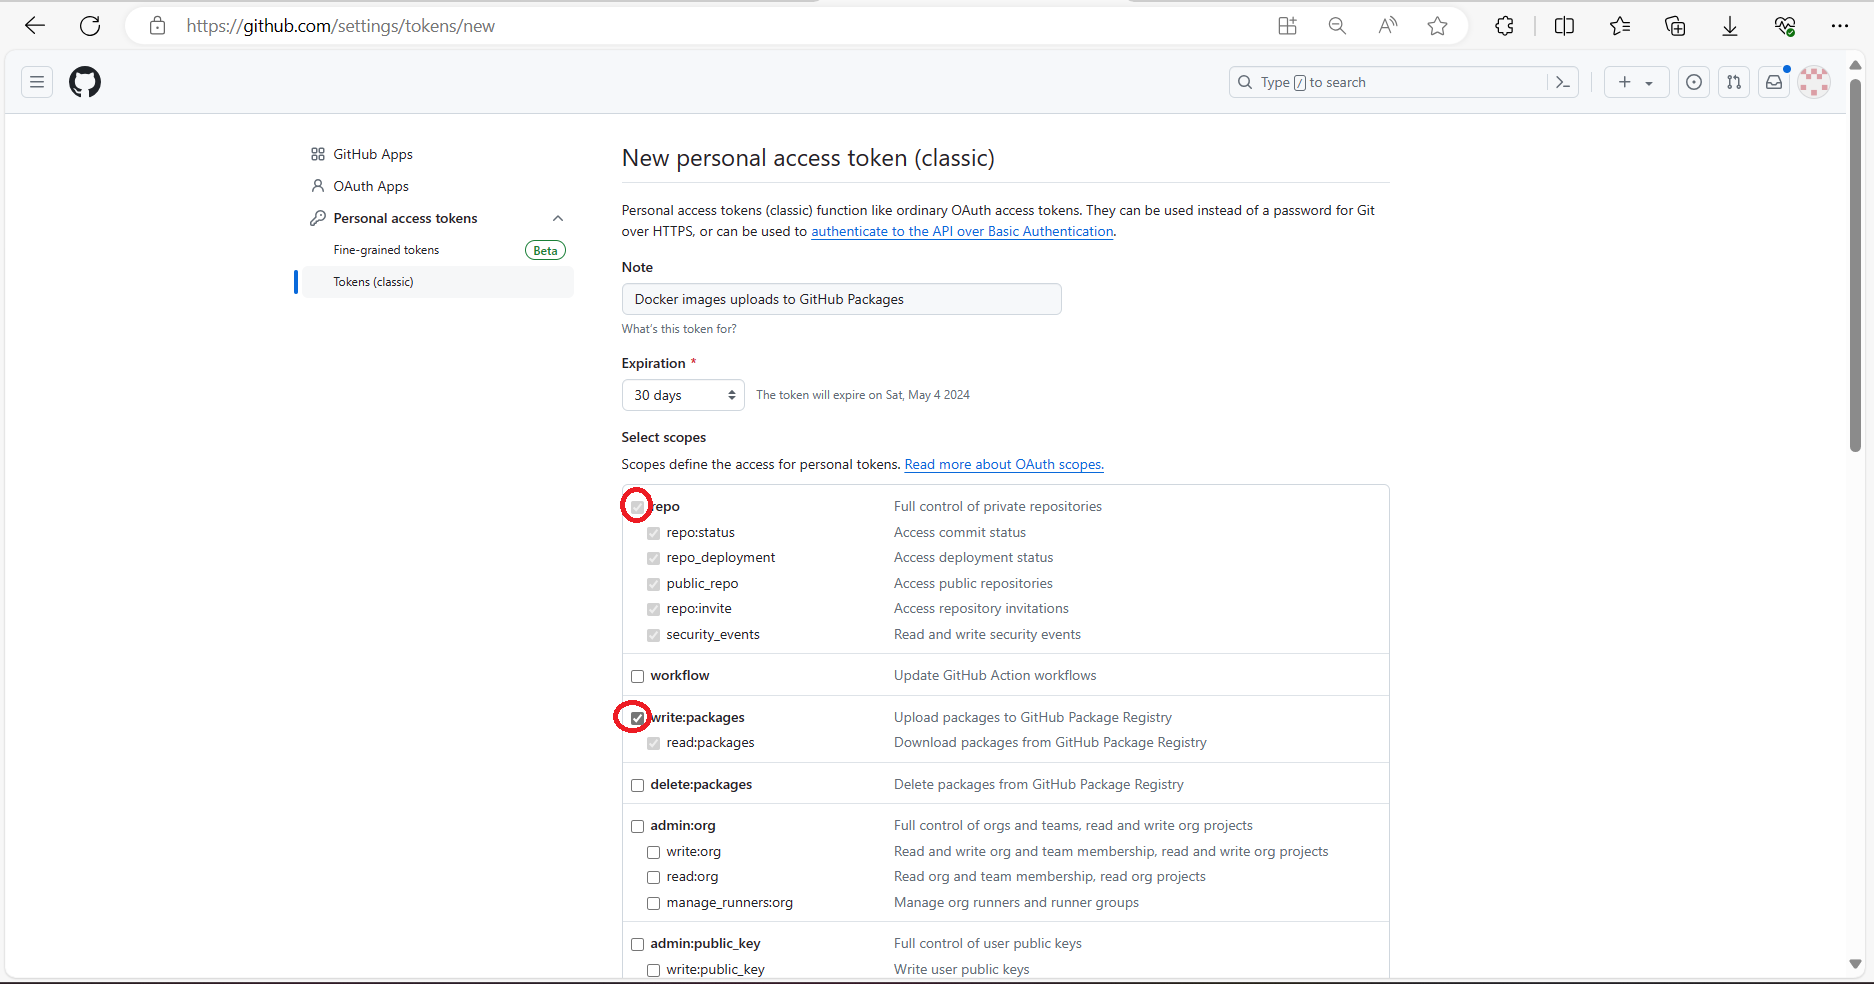 https://github.com/settings/tokens/new
Type / to search
GitHub Apps
OAuth Apps
Personal access tokens
Fine-grained tokens Beta
Tokens (classic)
New personal access token (classic)
Personal access tokens (classic) function like ordinary OAuth access tokens. They can be used instead of a password for Git
over HTTPS, or can be used to authenticate to the API over Basic Authentication.
Note
Docker images uploads to GitHub Packages
What's this token for?
Expiration *
30 days The token will expire on Sat, May 4 2024
Select scopes
Scopes define the access for personal tokens. Read more about OAuth scopes.
repo Full control of private repositories
repo:status Access commit status
repo_deployment Access deployment status
public_repo Access public repositories
repo:invite Access repository invitations
security_events Read and write security events
workflow Update GitHub Action workflows
write:packages Upload packages to GitHub Package Registry
read:packages Download packages from GitHub Package Registry
delete:packages Delete packages from GitHub Package Registry
admin:org Full control of orgs and teams, read and write org projects
write:org Read and write org and team membership, read and write org projects
read:org Read org and team membership, read org projects
manage_runners:org Manage org runners and runner groups
admin:public_key Full control of user public keys
write:public_key Write user public keys